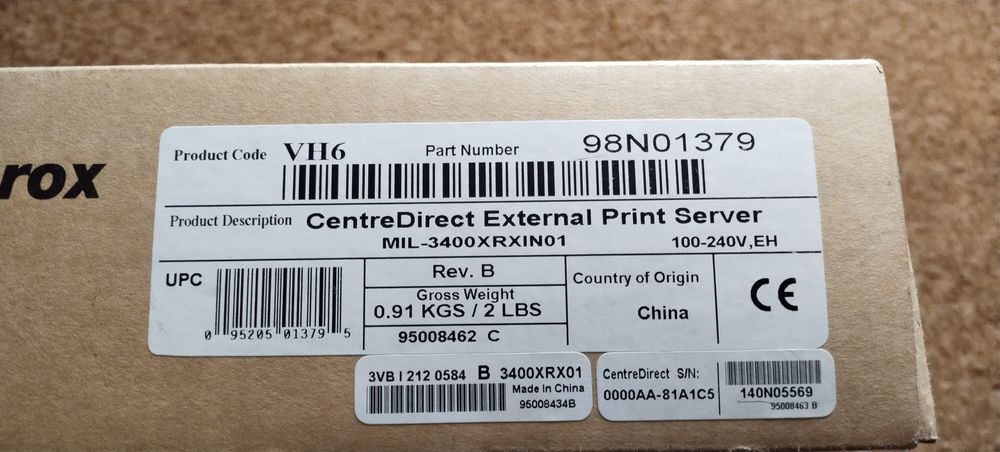 rox
Product Code VH6 Part Number 98N01379
Product Description CentreDirect External Print Server
MIL-3400XRXIN01 100-240V,EH
UPC
0 95205 01379 5
Rev. B
Gross Weight
0.91 KGS / 2 LBS
95008462 C
Country of Origin
China
CE
3VB I 212 0584 B 3400XRX01
Made in China
95008434B
CentreDirect S/N:
0000AA-81A1C5
140N05569
95008463 B